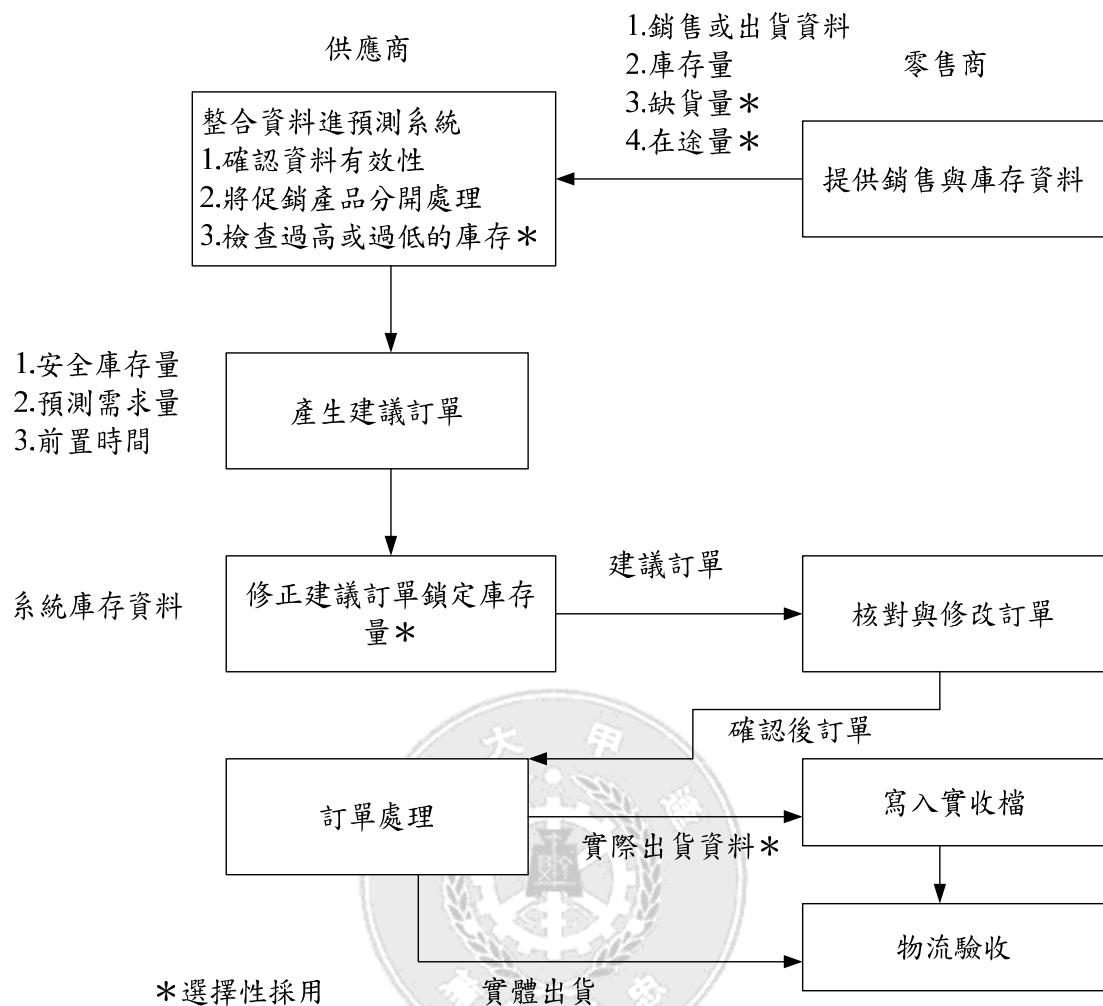 供應商
1.銷售或出貨資料
2.庫存量
3.缺貨量＊
4.在途量＊
零售商
整合資料進預測系統
1.確認資料有效性
2.將促銷產品分開處理
3.檢查過高或過低的庫存＊
提供銷售與庫存資料
1.安全庫存量
2.預測需求量
3.前置時間
產生建議訂單
系統庫存資料
修正建議訂單鎖定庫存
量＊
建議訂單
核對與修改訂單
確認後訂單
訂單處理
實際出貨資料＊
寫入實收檔
物流驗收
＊選擇性採用
實體出貨
大甲